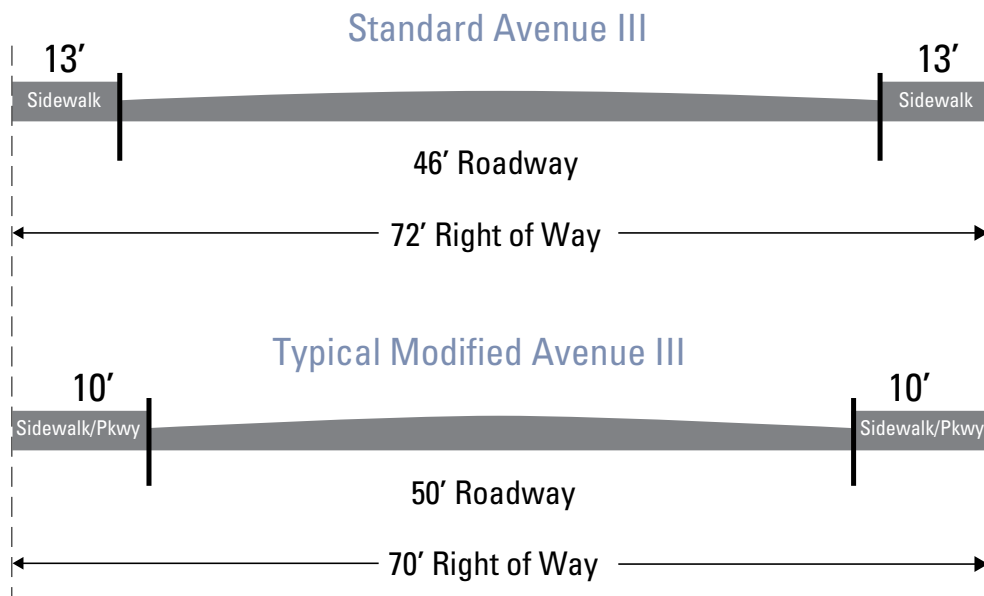 Standard Avenue III
13’ 13’
Sidewalk Sidewalk
46’ Roadway
72’ Right of Way
Typical Modified Avenue III
10’ 10’
Sidewalk/Pkwy Sidewalk/Pkwy
50’ Roadway
70’ Right of Way